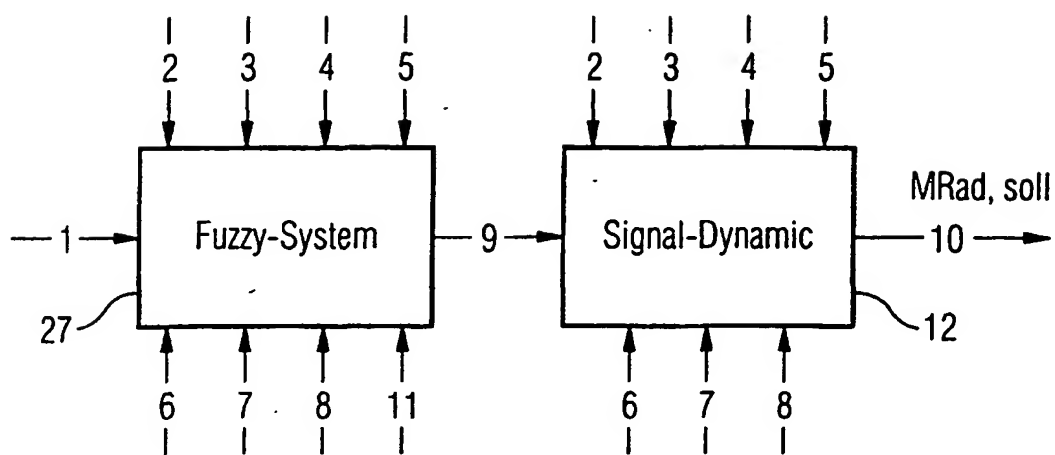 2 3 4 5 2 3 4 5
MRad, soll
1 Fuzzy-System 9 Signal-Dynamic 10
27 12
6 7 8 11 6 7 8